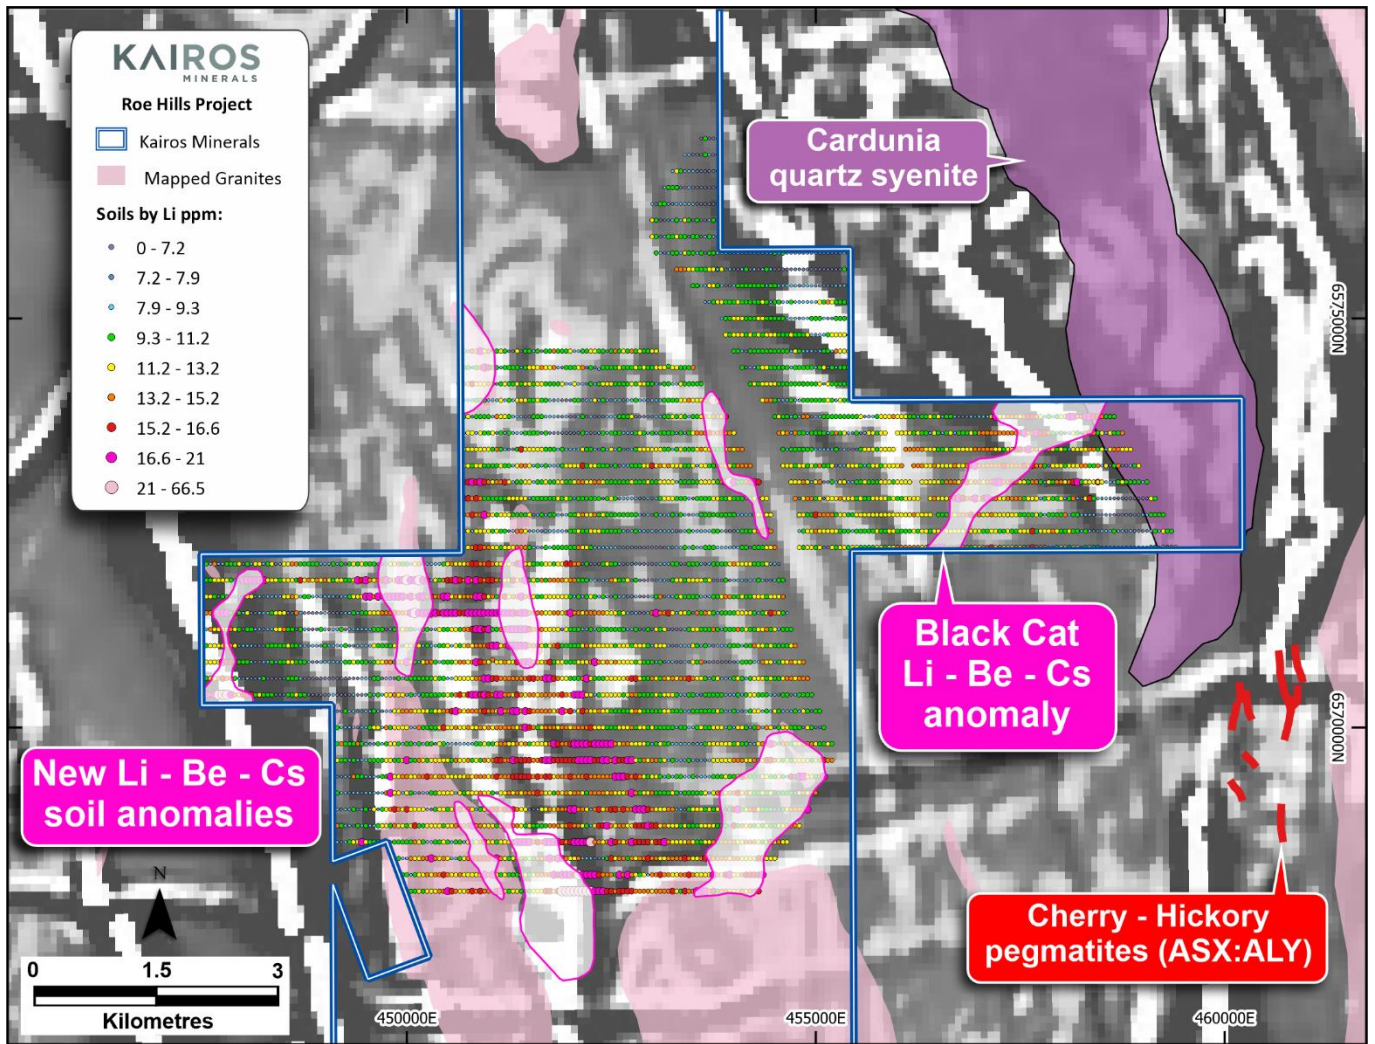 KAIROS
MINERALS
Roe Hills Project
Kairos Minerals
Mapped Granites
Soils by Li ppm:
0 - 7.2
7.2 - 7.9
7.9 - 9.3
9.3 - 11.2
11.2 - 13.2
13.2 - 15.2
15.2 - 16.6
16.6 - 21
21 - 66.5
Cardunia
quartz syenite
6575000N
Black Cat
Li - Be - Cs
anomaly
6570000N
New Li - Be - Cs
soil anomalies
Cherry - Hickory
pegmatites (ASX:ALY)
N
0 1.5 3
Kilometres
450000E
455000E
460000E